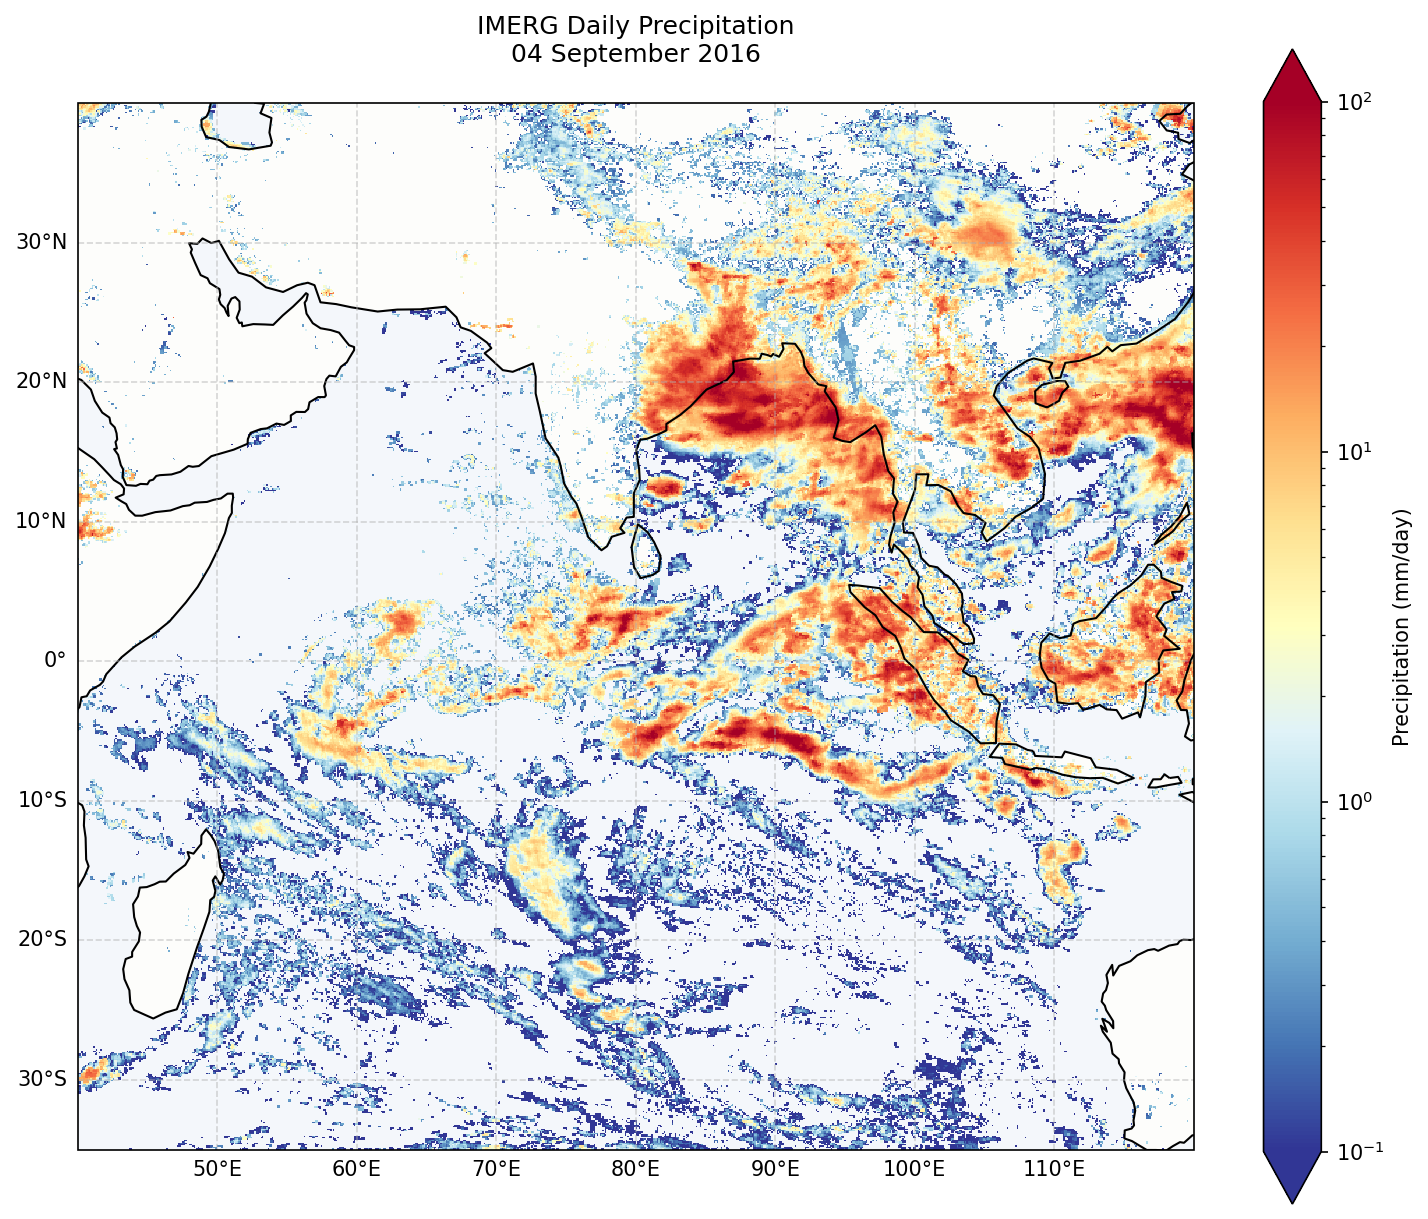 IMERG Daily Precipitation
04 September 2016
30°N
20°N
10°N
0°
10°S
20°S
30°S
50°E 60°E 70°E 80°E 90°E 100°E 110°E
10²
10¹
10⁰
10⁻¹
Precipitation (mm/day)